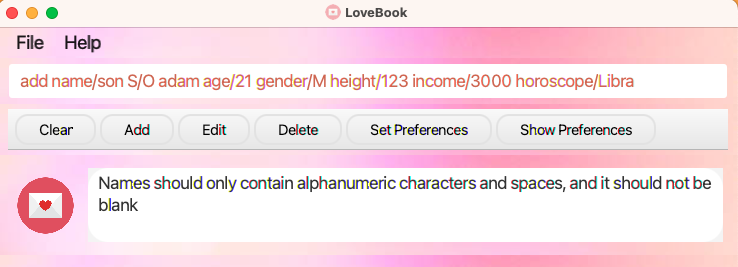 LoveBook
File Help
add name/son S/O adam age/21 gender/M height/123 income/3000 horoscope/Libra
Clear Add Edit Delete Set Preferences Show Preferences
Names should only contain alphanumeric characters and spaces, and it should not be
blank